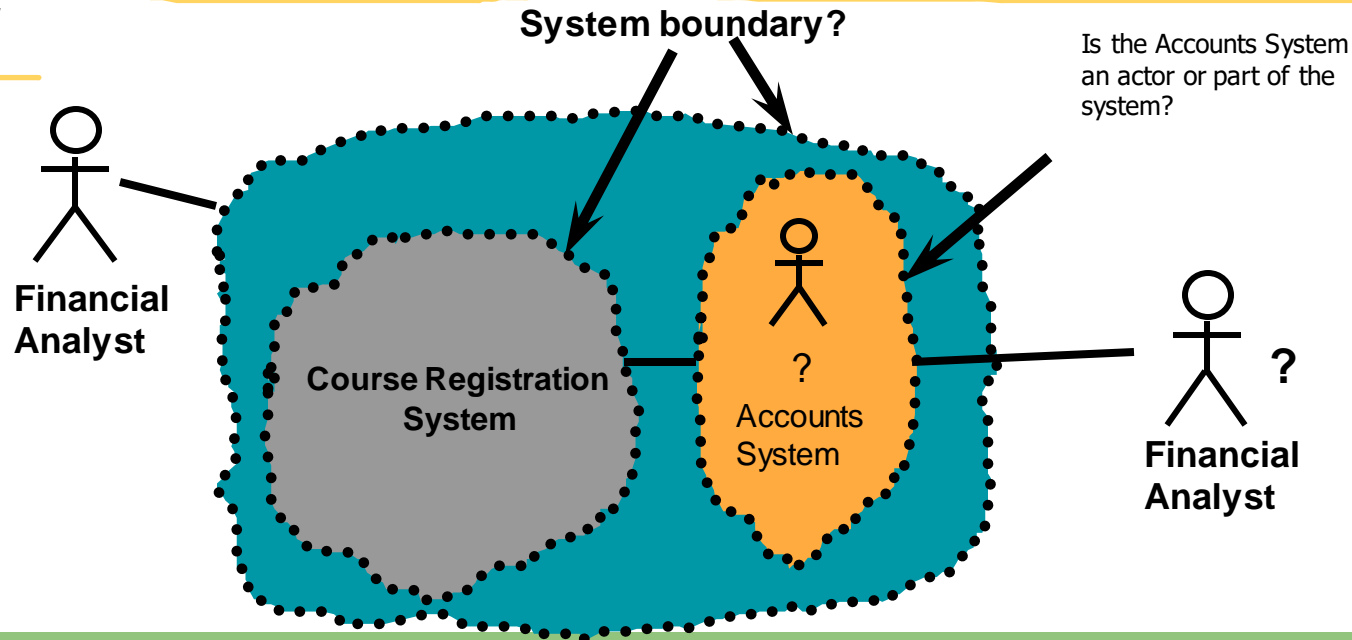 System boundary?
Is the Accounts System
an actor or part of the
system?
Financial
Analyst
Course Registration
System
?
Accounts
System
?
Financial
Analyst